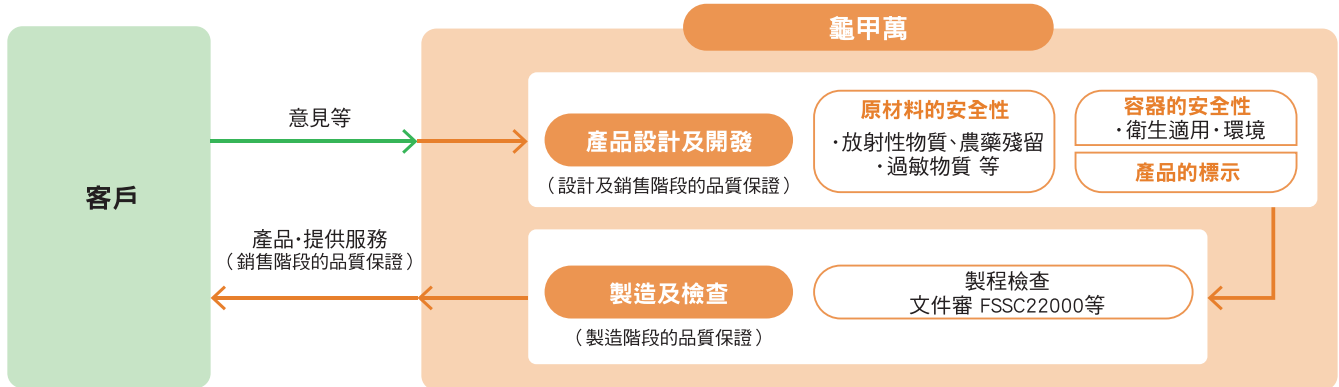 龜甲萬
客戶
意見等
產品設計及開發
（設計及銷售階段的品質保證）
原材料的安全性
・放射性物質、農藥殘留
・過敏物質 等
容器的安全性
・衛生適用・環境
產品的標示
產品・提供服務
（銷售階段的品質保證）
製造及檢查
（製造階段的品質保證）
製程檢查
文件審 FSSC22000等